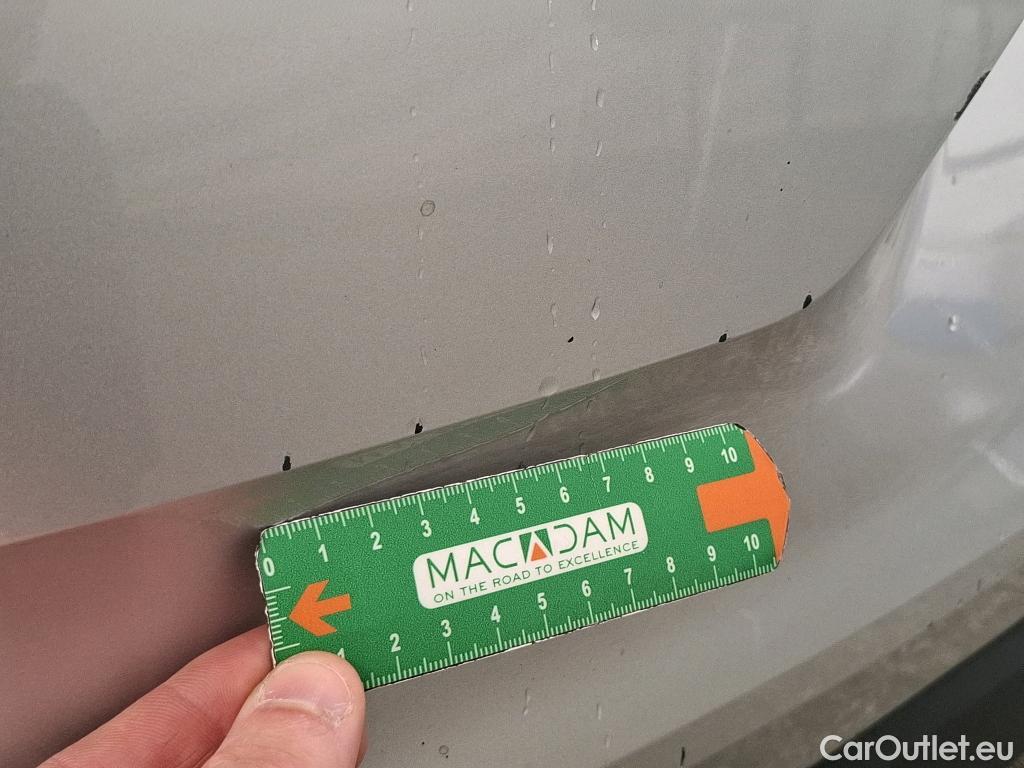 0 1 2 3 4 5 6 7 8 9 10
MACADAM
ON THE ROAD TO EXCELLENCE
1 2 3 4 5 6 7 8 9 10
CarOutlet.eu